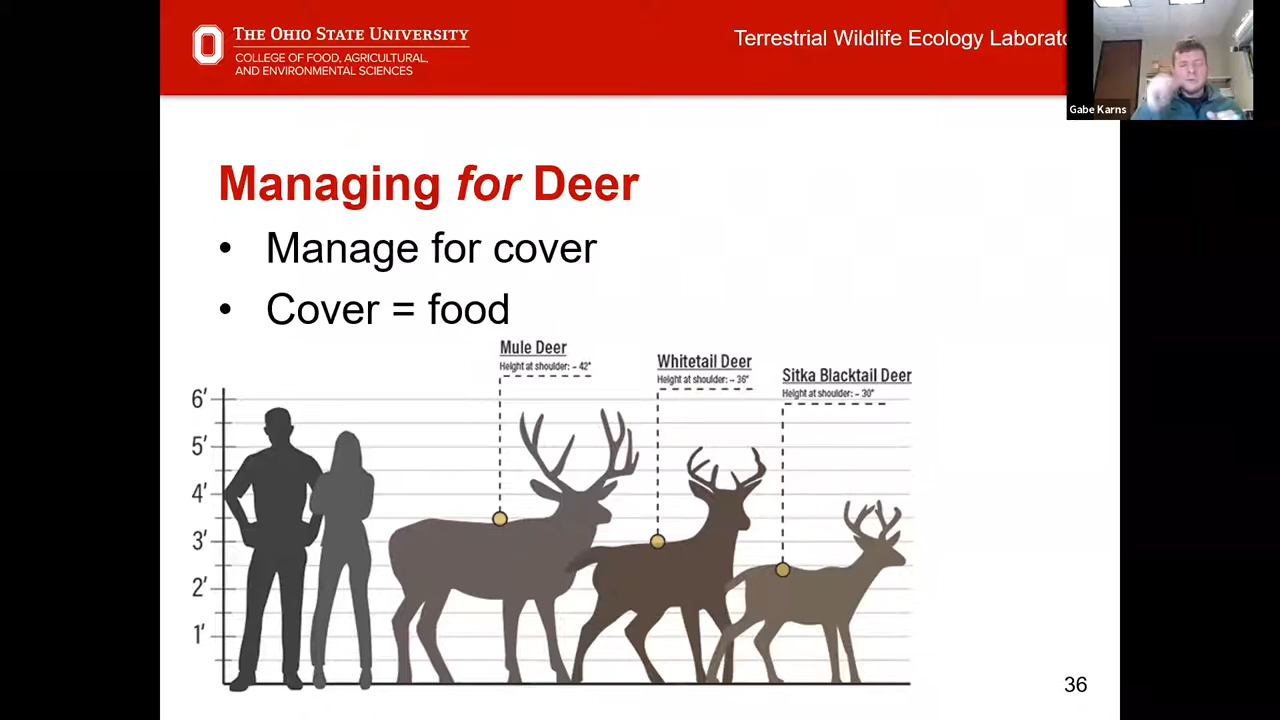 THE OHIO STATE UNIVERSITY
COLLEGE OF FOOD, AGRICULTURAL,
AND ENVIRONMENTAL SCIENCES
Terrestrial Wildlife Ecology Laborato
Gabe Karns
Managing for Deer
• Manage for cover
• Cover = food
Mule Deer
Height at shoulder: ~ 42"
Whitetail Deer
Height at shoulder: ~ 36"
Sitka Blacktail Deer
Height at shoulder: ~ 30"
6'
5'
4'
3'
2'
1'
36